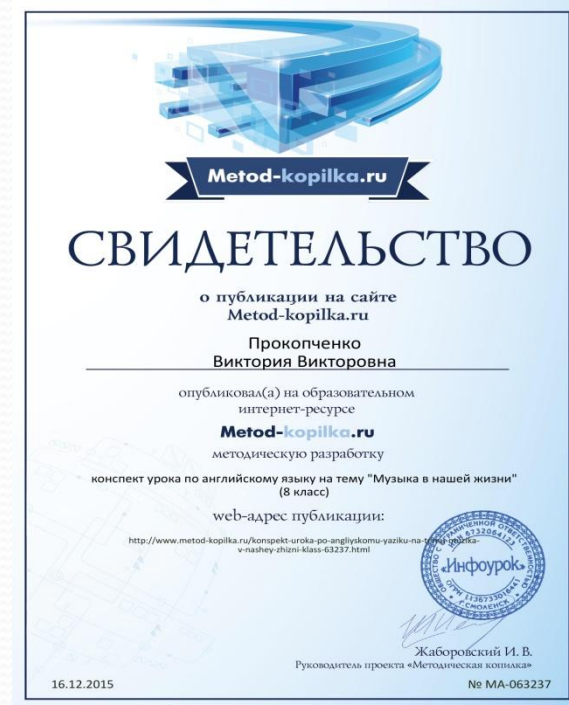 Metod-kopilka.ru
СВИДЕТЕЛЬСТВО
о публикации на сайте
Metod-kopilka.ru
Прокопченко
Виктория Викторовна
опубликовал(а) на образовательном
интернет-ресурсе
Metod-kopilka.ru
методическую разработку
конспект урока по английскому языку на тему "Музыка в нашей жизни"
(8 класс)
web-адрес публикации:
http://www.metod-kopilka.ru/konspekt-uroka-po-angliyskomu-yaziku-na-temu-muzika-
v-nashey-zhizni-klass-63237.html
«Инфоурок»
Жаборовский И. В.
Руководитель проекта «Методическая копилка»
16.12.2015
№ МА-063237